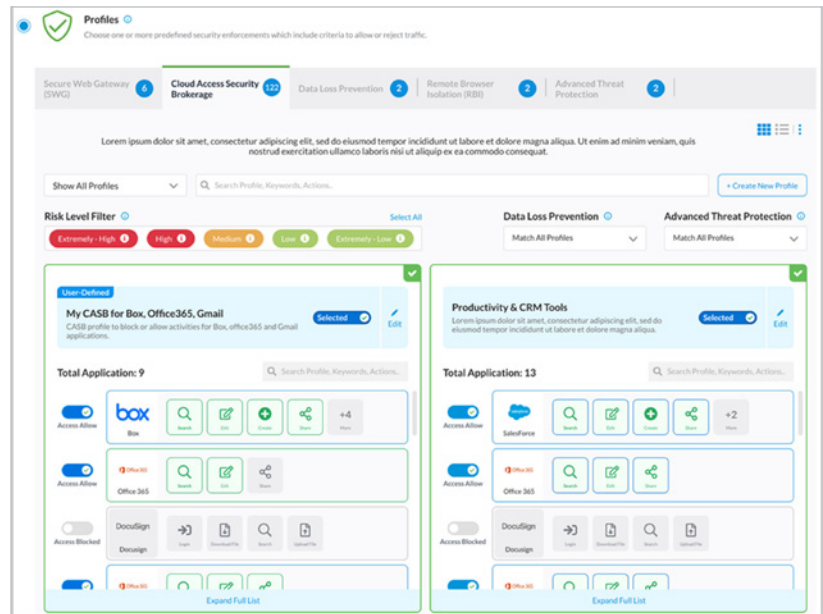 Profiles
Choose one or more predefined security enforcements which include criteria to allow or reject traffic.
Secure Web Gateway (SWG) 6
Cloud Access Security Brokerage 122
Data Loss Prevention 2
Remote Browser Isolation (RBI) 2
Advanced Threat Protection 2
Lorem ipsum dolor sit amet, consectetur adipiscing elit, sed do eiusmod tempor incididunt ut labore et dolore magna aliqua. Ut enim ad minim veniam, quis
nostrud exercitation ullamco laboris nisi ut aliquip ex ea commodo consequat.
Show All Profiles
Search Profile, Keywords, Actions..
+ Create New Profile
Risk Level Filter
Select All
Data Loss Prevention
Advanced Threat Protection
Extremely - High
High
Medium
Low
Extremely - Low
Match All Profiles
Match All Profiles
User-Defined
My CASB for Box, Office365, Gmail
CASB profile to block or allow activities for Box, office365 and Gmail
applications.
Selected
Edit
Total Application: 9
Search Profile, Keywords, Actions..
Access Allow
box
Box
Search
Edit
Create
Share
+4
More
Access Allow
Office 365
Office 365
Search
Edit
Share
Access Blocked
DocuSign
Docusign
Login
Download File
Search
Upload File
Office 365
Expand Full List
Productivity & CRM Tools
Lorem ipsum dolor sit amet, consectetur adipiscing elit, sed do
eiusmod tempor incididunt ut labore et dolore magna aliqua.
Selected
Edit
Total Application: 13
Search Profile, Keywords, Actions..
Access Allow
salesforce
SalesForce
Search
Edit
Create
Share
+2
More
Access Allow
Office 365
Office 365
Search
Edit
Share
Access Blocked
DocuSign
Docusign
Login
Download File
Search
Upload File
Office 365
Expand Full List